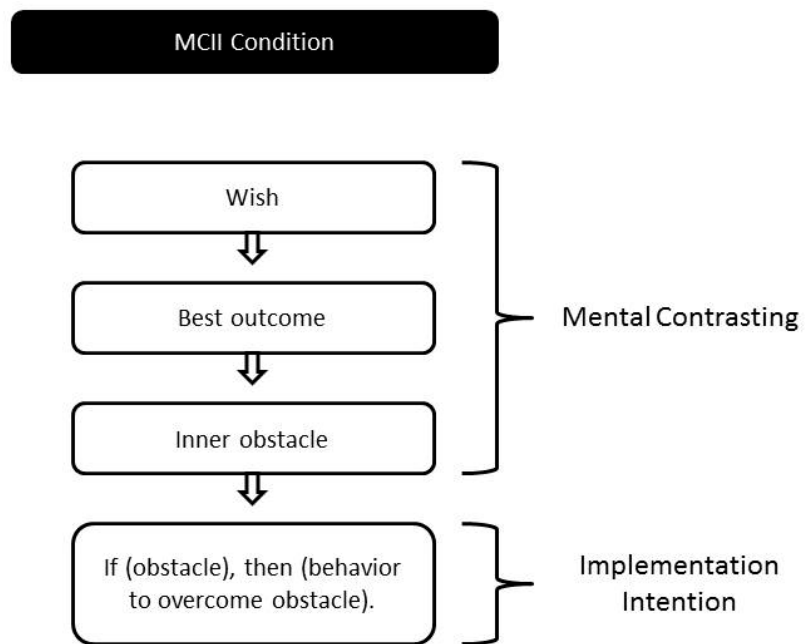 MCII Condition
Wish
Best outcome
Mental Contrasting
Inner obstacle
If (obstacle), then (behavior
to overcome obstacle).
Implementation
Intention